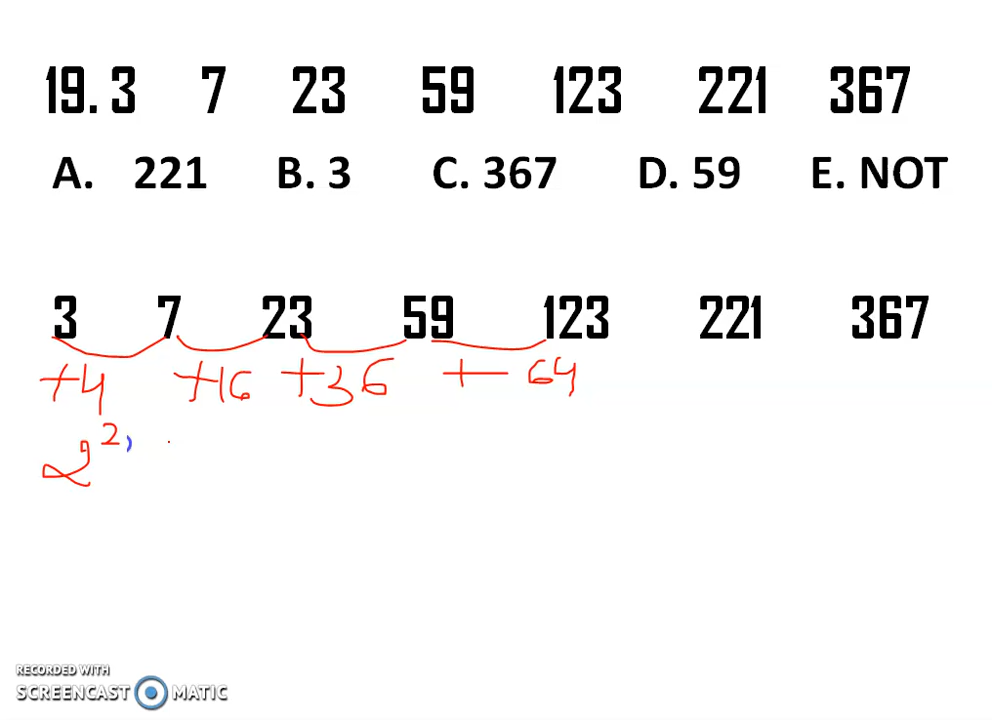 19. 3 7 23 59 123 221 367
A. 221 B. 3 C. 367 D. 59 E. NOT
3 7 23 59 123 221 367
+4 +16 +36 + 64
2²,
RECORDED WITH
SCREENCAST MATIC